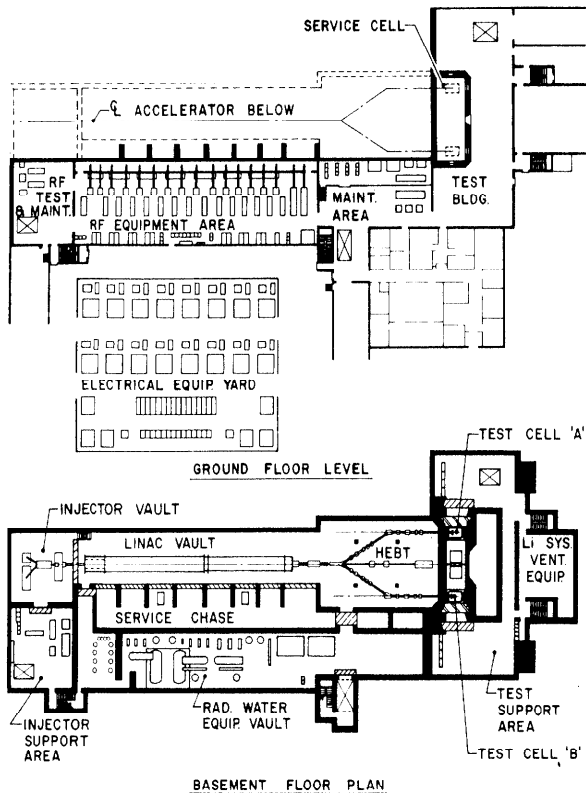 SERVICE CELL
℄ ACCELERATOR BELOW
RF
TEST
& MAINT.
RF EQUIPMENT AREA
MAINT.
AREA
TEST
BLDG.
ELECTRICAL EQUIP. YARD
GROUND FLOOR LEVEL
TEST CELL 'A'
INJECTOR VAULT
LINAC VAULT
HEBT
LI SYS.
VENT.
EQUIP.
SERVICE CHASE
INJECTOR
SUPPORT
AREA
RAD. WATER
EQUIP. VAULT
TEST
SUPPORT
AREA
TEST CELL 'B'
BASEMENT FLOOR PLAN